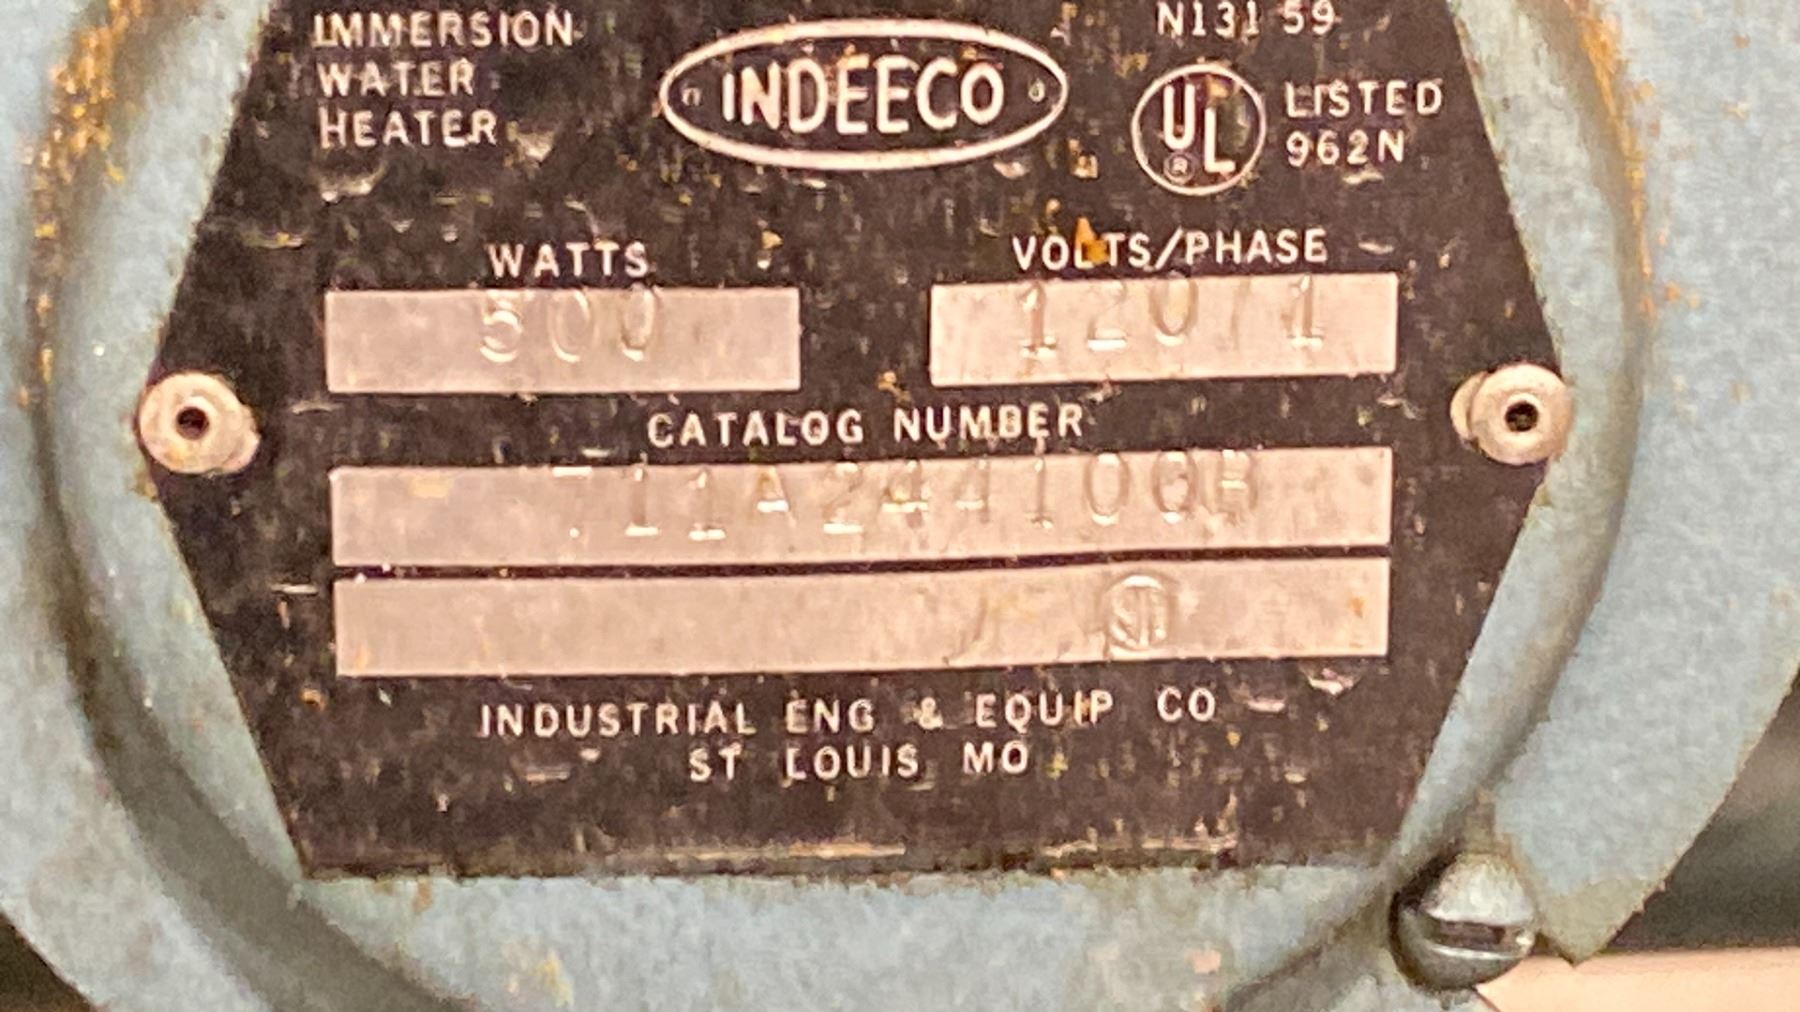 IMMERSION
WATER
HEATER
INDEECO
N131 59
UL ®
LISTED
962N
WATTS
500
VOLTS/PHASE
120/1
CATALOG NUMBER
711A244100B
INDUSTRIAL ENG & EQUIP CO
ST LOUIS MO